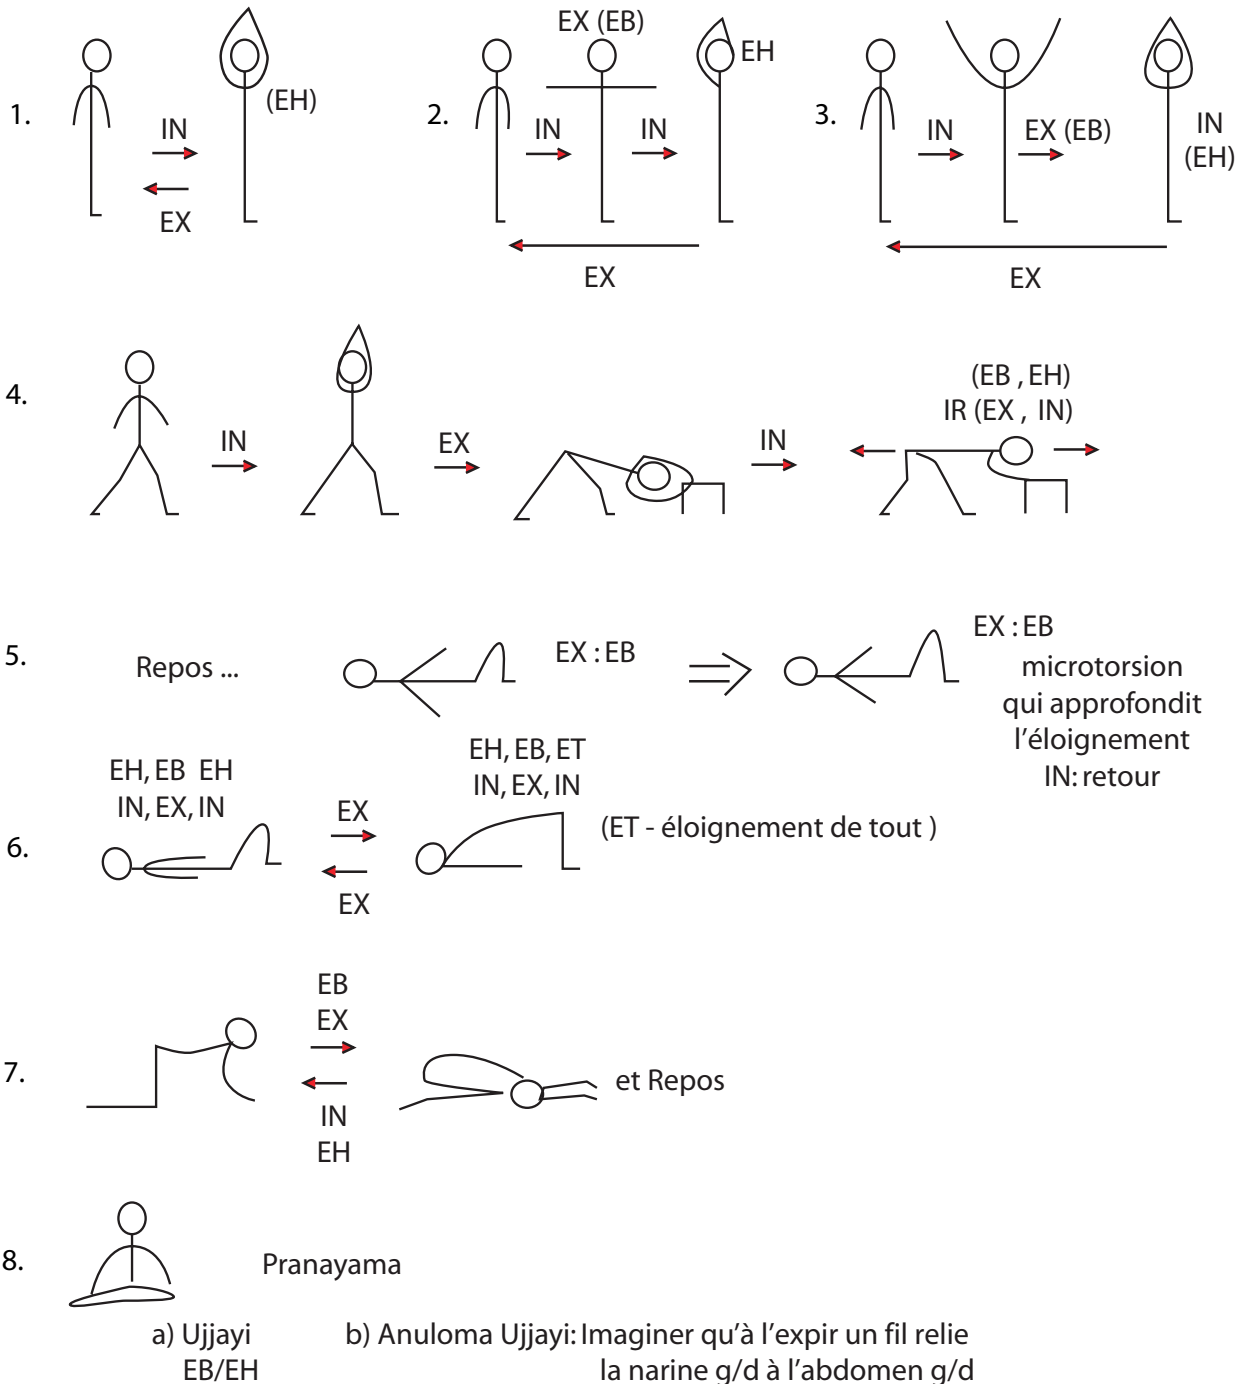 1.
(EH)
IN
EX
2.
EX (EB)
EH
IN
IN
EX
3.
IN
EX (EB)
IN
(EH)
EX
4.
IN
EX
IN
(EB , EH)
IR (EX , IN)
5.
Repos ...
EX : EB
EX : EB
microtorsion
qui approfondit
l'éloignement
IN: retour
6.
EH, EB EH
IN, EX, IN
EX
EX
EH, EB, ET
IN, EX, IN
(ET - éloignement de tout )
7.
EB
EX
IN
EH
et Repos
8.
Pranayama
a) Ujjayi
EB/EH
b) Anuloma Ujjayi: Imaginer qu'à l'expir un fil relie
la narine g/d à l'abdomen g/d